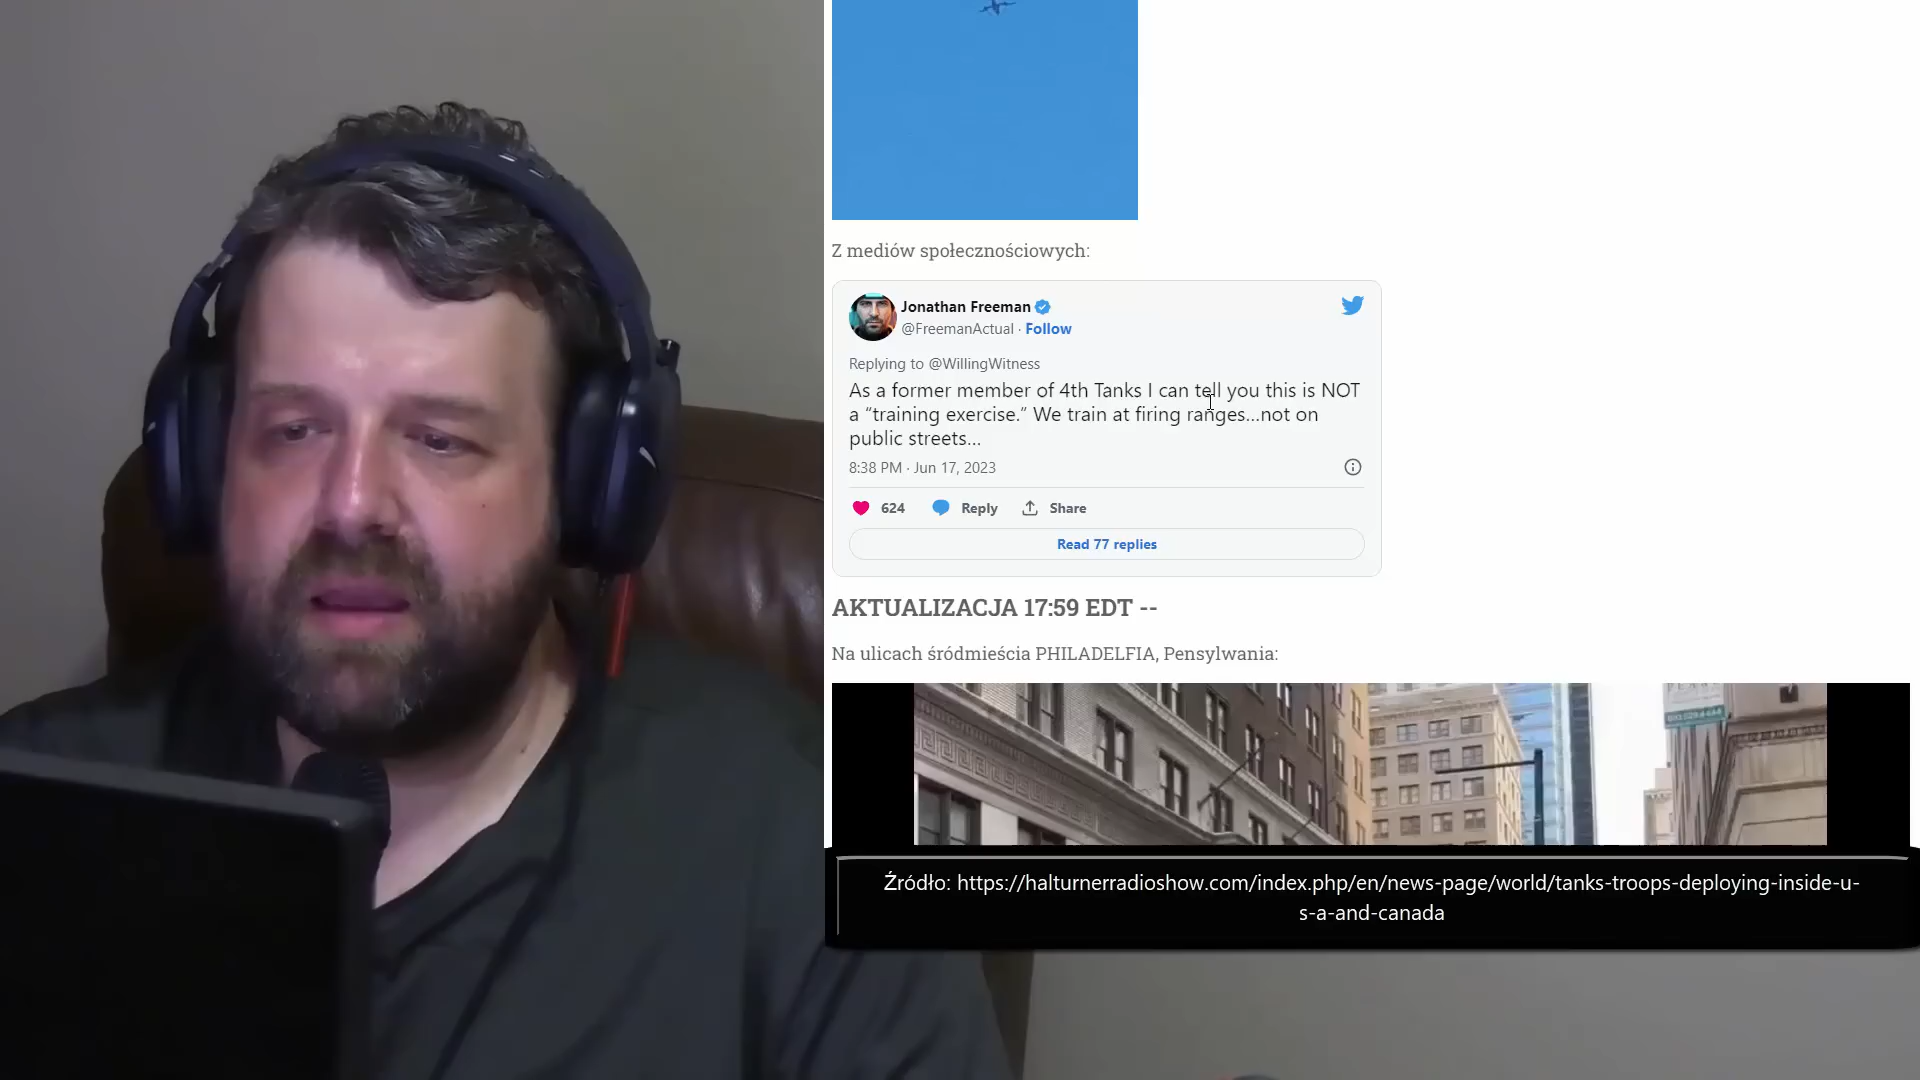 Z mediów społecznościowych:
Jonathan Freeman
@FreemanActual · Follow
Replying to @WillingWitness
As a former member of 4th Tanks I can tell you this is NOT
a “training exercise.” We train at firing ranges...not on
public streets...
8:38 PM · Jun 17, 2023
624 Reply Share
Read 77 replies
AKTUALIZACJA 17:59 EDT --
Na ulicach śródmieścia PHILADELFIA, Pensylwania:
Źródło: https://halturnerradioshow.com/index.php/en/news-page/world/tanks-troops-deploying-inside-u-
s-a-and-canada